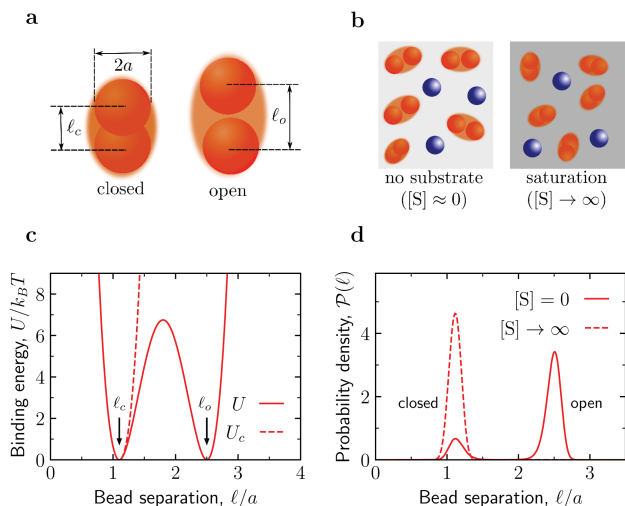 a
2a
ℓc
ℓo
closed
open
b
no substrate
([S] ≈ 0)
saturation
([S] → ∞)
c
Binding energy, U/kBT
8
6
4
2
0
ℓc
ℓo
U
Uc
0 1 2 3 4
Bead separation, ℓ/a
d
Probability density, P(ℓ)
4
2
0
[S] = 0
[S] → ∞
closed
open
0 1 2 3
Bead separation, ℓ/a